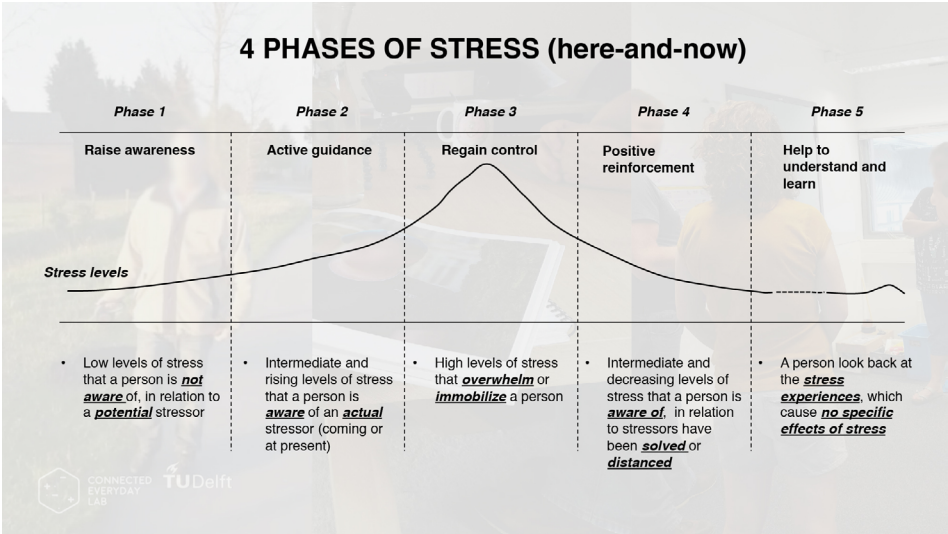 4 PHASES OF STRESS (here-and-now)
Phase 1
Phase 2
Phase 3
Phase 4
Phase 5
Raise awareness
Active guidance
Regain control
Positive
reinforcement
Help to
understand and
learn
Stress levels
• Low levels of stress
that a person is not
aware of, in relation to
a potential stressor
• Intermediate and
rising levels of stress
that a person is
aware of an actual
stressor (coming or
at present)
• High levels of stress
that overwhelm or
immobilize a person
• Intermediate and
decreasing levels of
stress that a person is
aware of, in relation
to stressors have
been solved or
distanced
• A person look back at
the stress
experiences, which
cause no specific
effects of stress
CONNECTED
EVERYDAY
LAB
TUDelft